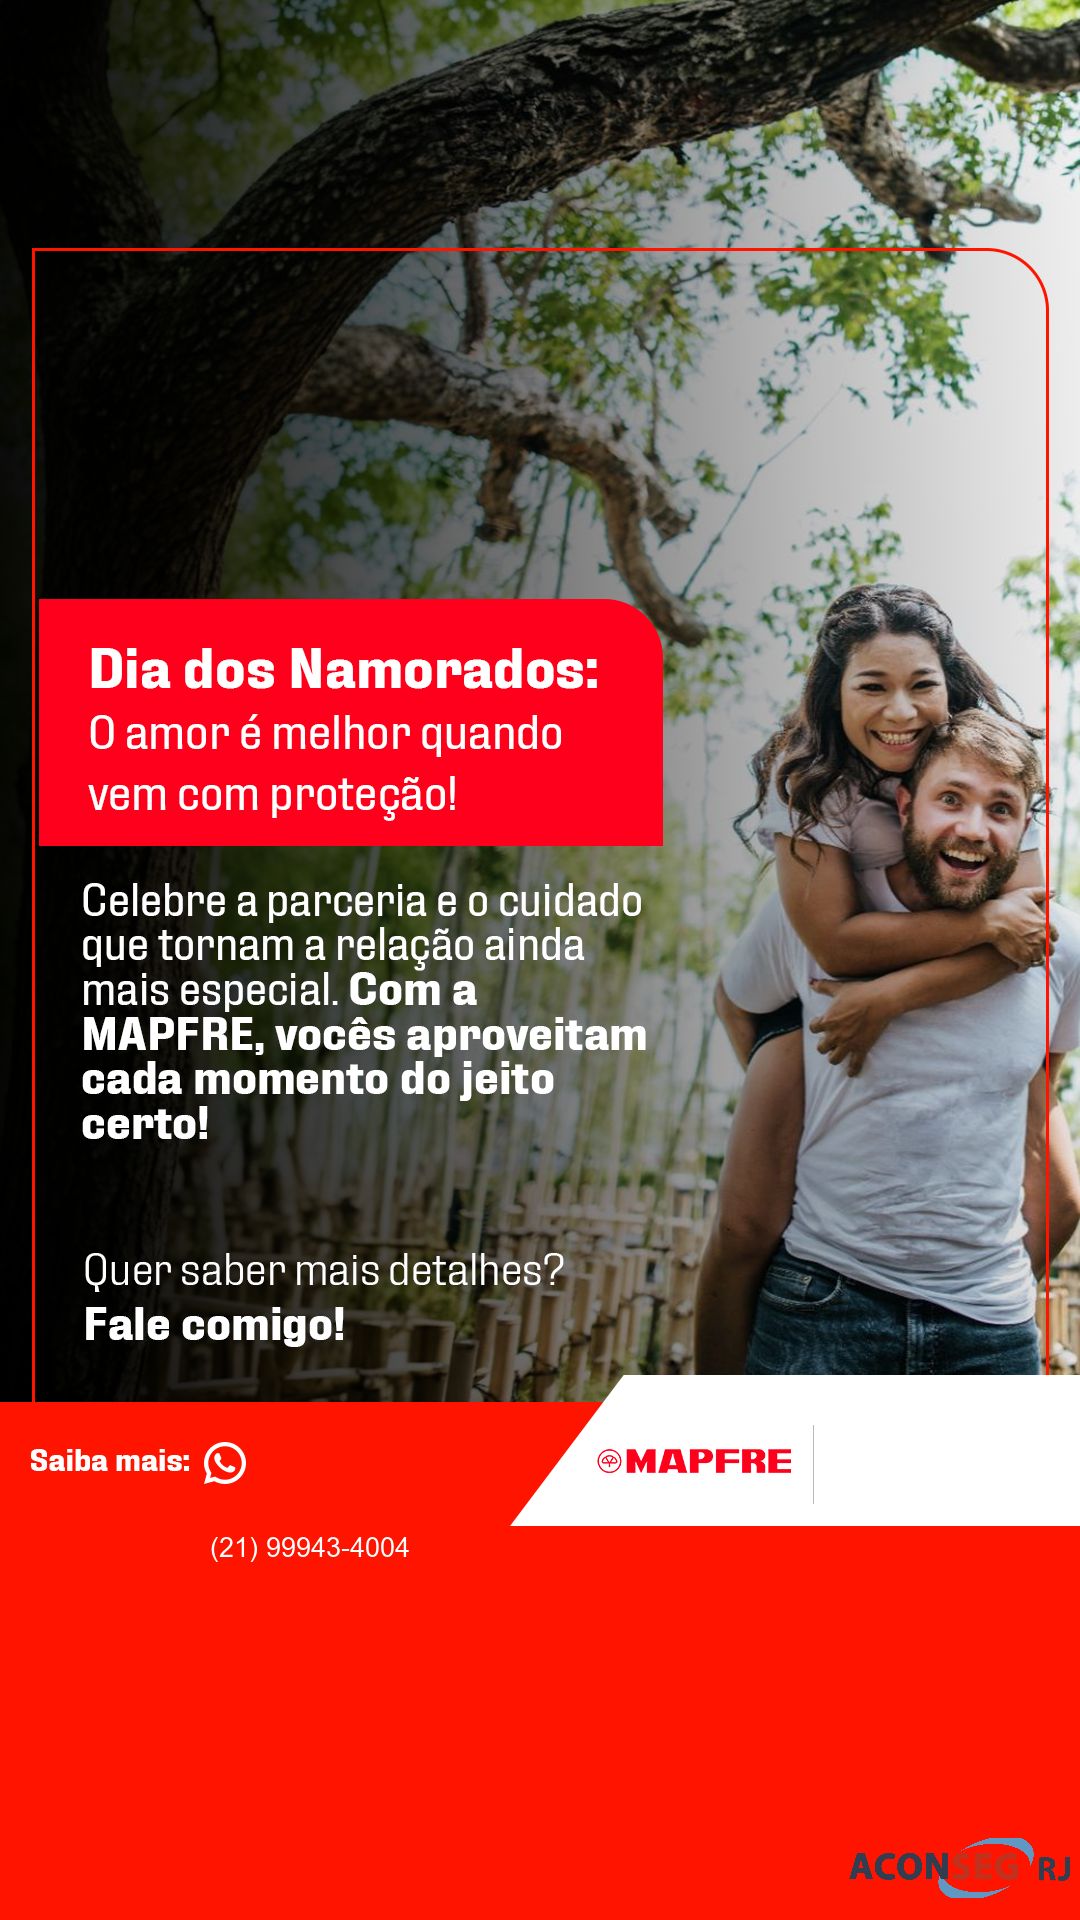 Dia dos Namorados:
O amor é melhor quando
vem com proteção!
Celebre a parceria e o cuidado
que tornam a relação ainda
mais especial. Com a
MAPFRE, vocês aproveitam
cada momento do jeito
certo!
Quer saber mais detalhes?
Fale comigo!
Saiba mais:
MAPFRE
(21) 99943-4004
ACONSEG RJ